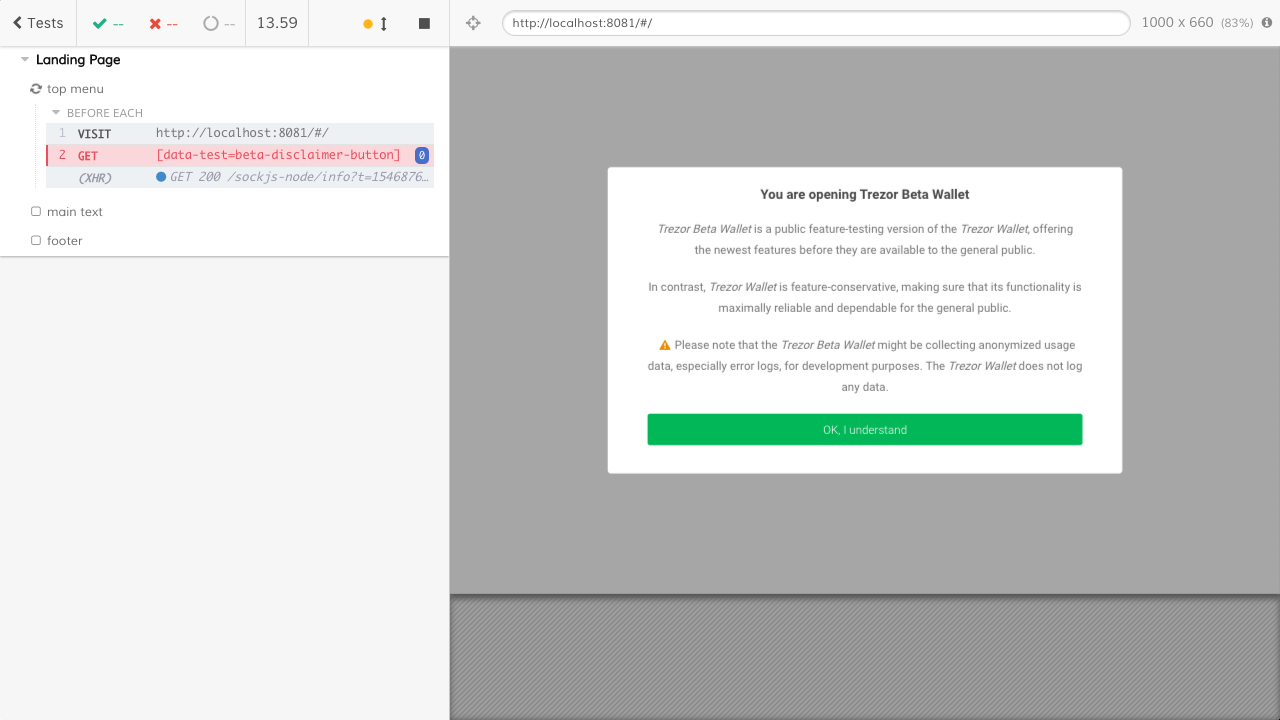 Tests -- -- -- 13.59
http://localhost:8081/#/ 1000 x 660 (83%)
Landing Page
top menu
BEFORE EACH
1 VISIT http://localhost:8081/#/
2 GET [data-test=beta-disclaimer-button] 0
(XHR) GET 200 /sockjs-node/info?t=1546876…
main text
footer
You are opening Trezor Beta Wallet
Trezor Beta Wallet is a public feature-testing version of the Trezor Wallet, offering
the newest features before they are available to the general public.
In contrast, Trezor Wallet is feature-conservative, making sure that its functionality is
maximally reliable and dependable for the general public.
Please note that the Trezor Beta Wallet might be collecting anonymized usage
data, especially error logs, for development purposes. The Trezor Wallet does not log
any data.
OK, I understand